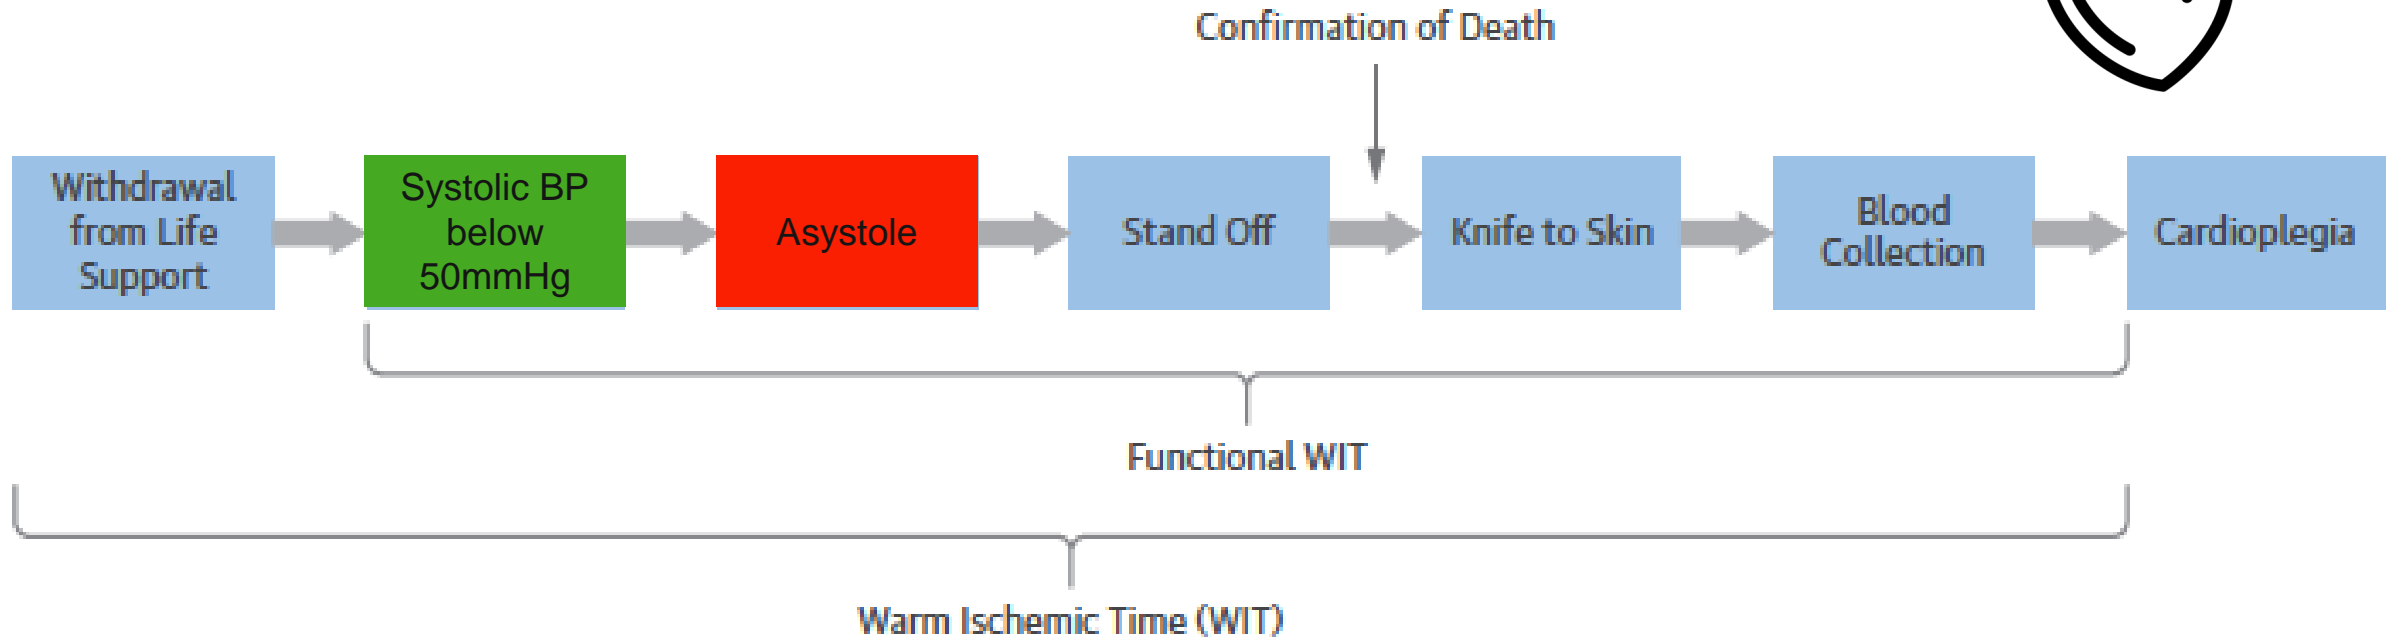 Confirmation of Death
Withdrawal
from Life
Support
Systolic BP
below
50mmHg
Asystole
Stand Off
Knife to Skin
Blood
Collection
Cardioplegia
Functional WIT
Warm Ischemic Time (WIT)